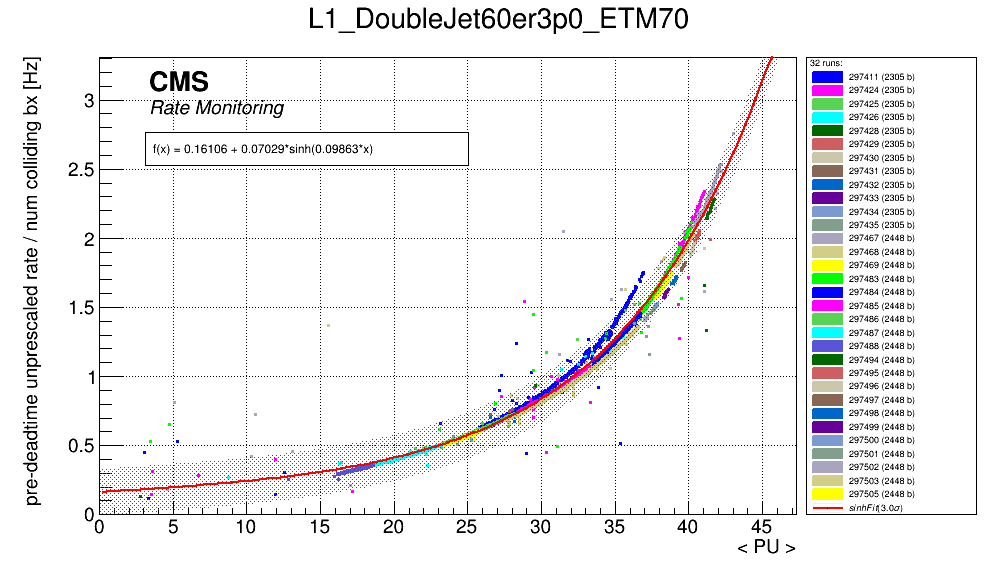 L1_DoubleJet60er3p0_ETM70
pre-deadtime unprescaled rate / num colliding bx [Hz]
CMS
Rate Monitoring
f(x) = 0.16106 + 0.07029*sinh(0.09863*x)
3
2.5
2
1.5
1
0.5
0
0 5 10 15 20 25 30 35 40 45
< PU >
32 runs:
297411 (2305 b)
297424 (2305 b)
297425 (2305 b)
297426 (2305 b)
297428 (2305 b)
297429 (2305 b)
297430 (2305 b)
297431 (2305 b)
297432 (2305 b)
297433 (2305 b)
297434 (2305 b)
297435 (2305 b)
297467 (2448 b)
297468 (2448 b)
297469 (2448 b)
297483 (2448 b)
297484 (2448 b)
297485 (2448 b)
297486 (2448 b)
297487 (2448 b)
297488 (2448 b)
297494 (2448 b)
297495 (2448 b)
297496 (2448 b)
297497 (2448 b)
297498 (2448 b)
297499 (2448 b)
297500 (2448 b)
297501 (2448 b)
297502 (2448 b)
297503 (2448 b)
297505 (2448 b)
sinhFit(3.0σ)